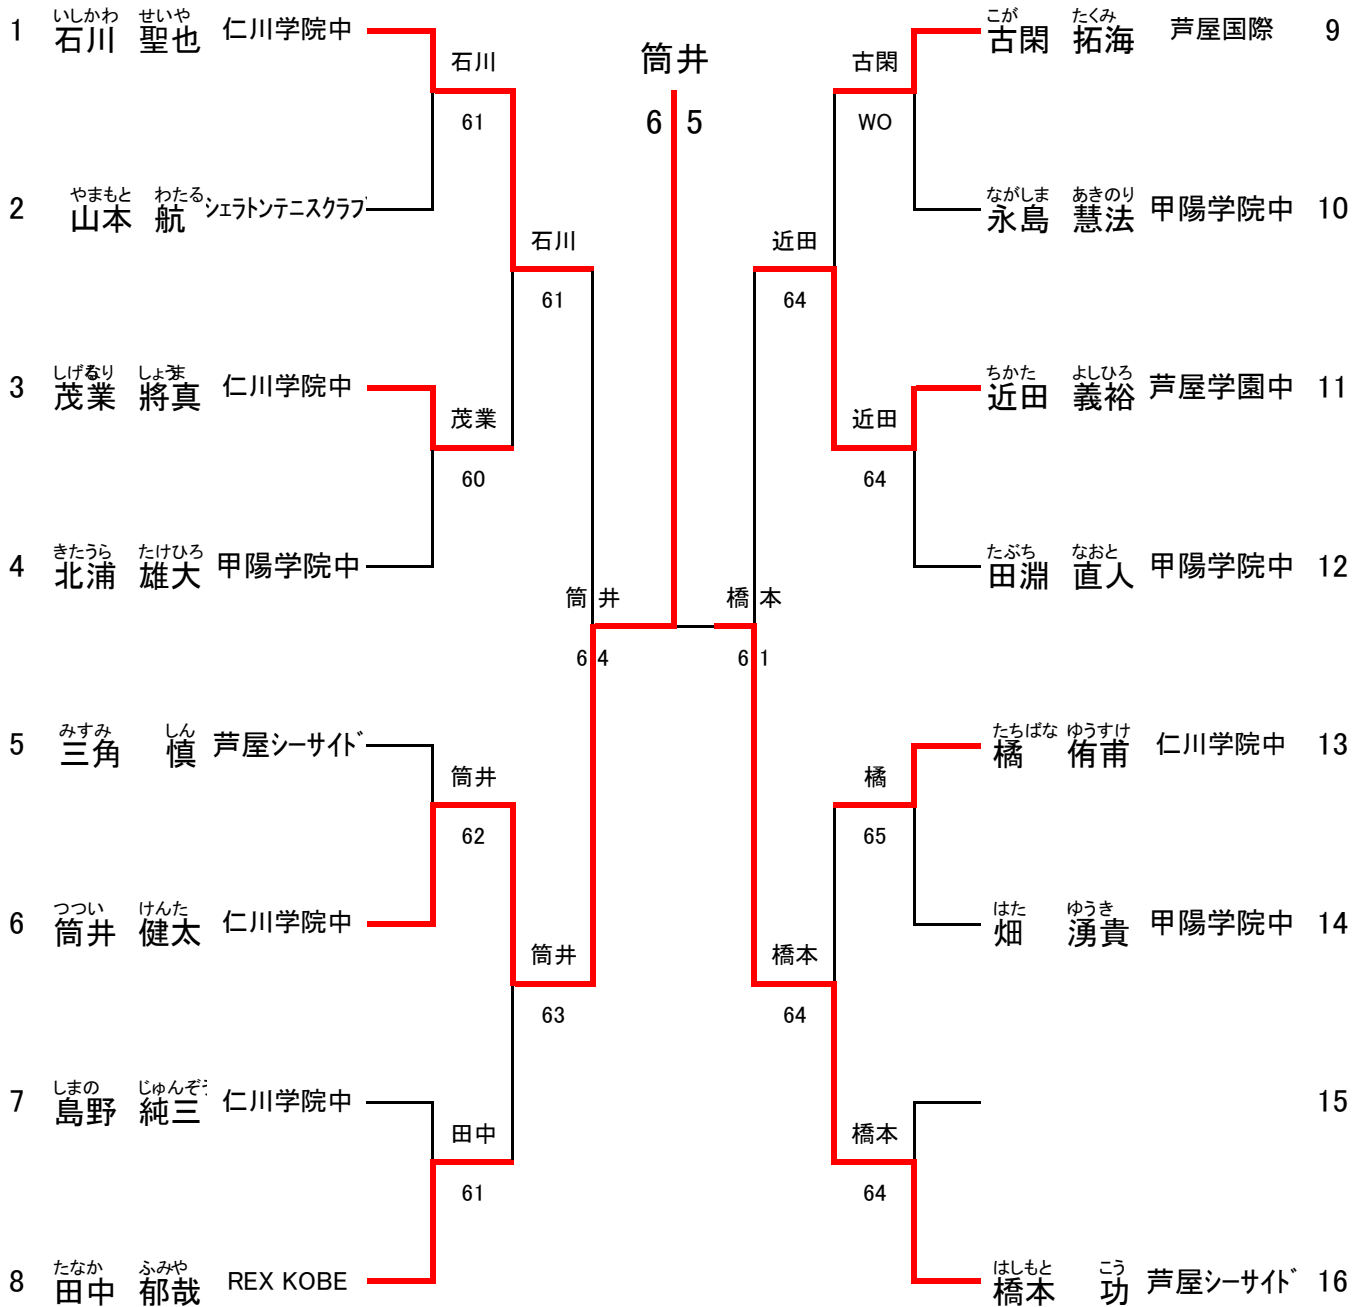 いしかわ せいや
1 石川 聖也 仁川学院中
石川
61
やまもと わたる
2 山本 航 シェラトンテニスクラブ
石川
61
しげなり しょうま
3 茂業 將真 仁川学院中
茂業
60
きたうら たけひろ
4 北浦 雄大 甲陽学院中
筒井
64
みすみ しん
5 三角 慎 芦屋シーサイド
筒井
62
つつい けんた
6 筒井 健太 仁川学院中
筒井
63
しまの じゅんぞう
7 島野 純三 仁川学院中
田中
61
たなか ふみや
8 田中 郁哉 REX KOBE
筒井
6 5
こが たくみ
古閑 拓海 芦屋国際 9
古閑
WO
ながしま あきのり
永島 慧法 甲陽学院中 10
近田
64
ちかた よしひろ
近田 義裕 芦屋学園中 11
近田
64
たぶち なおと
田淵 直人 甲陽学院中 12
橋本
61
たちばな ゆうすけ
橘 侑甫 仁川学院中 13
橘
65
はた ゆうき
畑 湧貴 甲陽学院中 14
橋本
64
15
橋本
64
はしもと こう
橋本 功 芦屋シーサイド 16